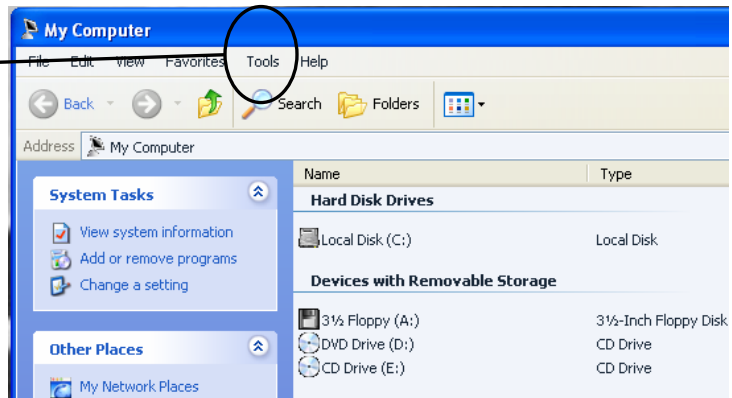 My Computer
File Edit View Favorites Tools Help
Back Search Folders
Address My Computer
Name Type
System Tasks
Hard Disk Drives
View system information
Local Disk (C:) Local Disk
Add or remove programs
Change a setting
Devices with Removable Storage
3½ Floppy (A:) 3½-Inch Floppy Disk
Other Places
DVD Drive (D:) CD Drive
CD Drive (E:) CD Drive
My Network Places